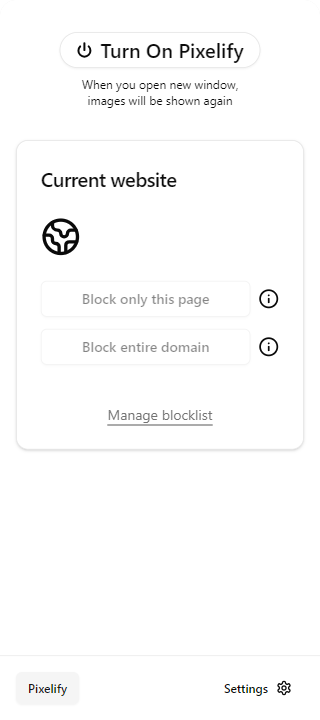 Turn On Pixelify
When you open new window,
images will be shown again
Current website
Block only this page
Block entire domain
Manage blocklist
Pixelify
Settings